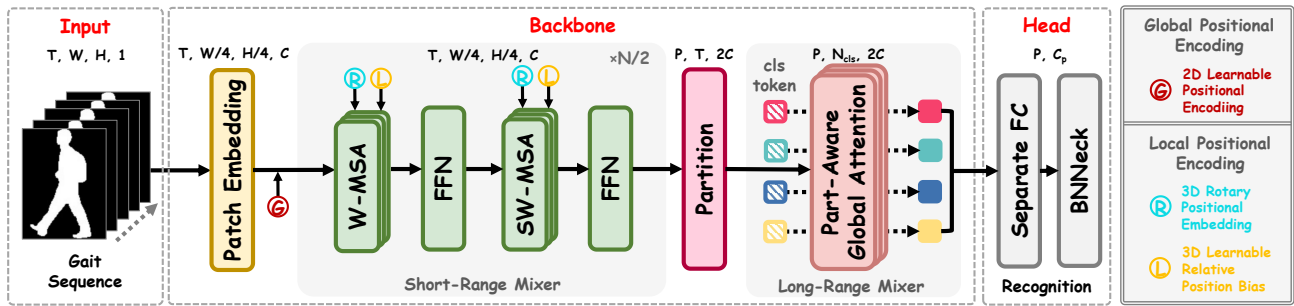 Input
T, W, H, 1
Gait
Sequence
Backbone
T, W/4, H/4, C
Patch Embedding
G
T, W/4, H/4, C
×N/2
R
L
W-MSA
FFN
R
L
SW-MSA
FFN
Short-Range Mixer
P, T, 2C
Partition
P, Ncls, 2C
cls
token
Part-Aware
Global Attention
Long-Range Mixer
Head
P, Cp
Separate FC
BNNeck
Recognition
Global Positional
Encoding
G
2D Learnable
Positional
Encodiing
Local Positional
Encoding
R
3D Rotary
Positional
Embedding
L
3D Learnable
Relative
Position Bias